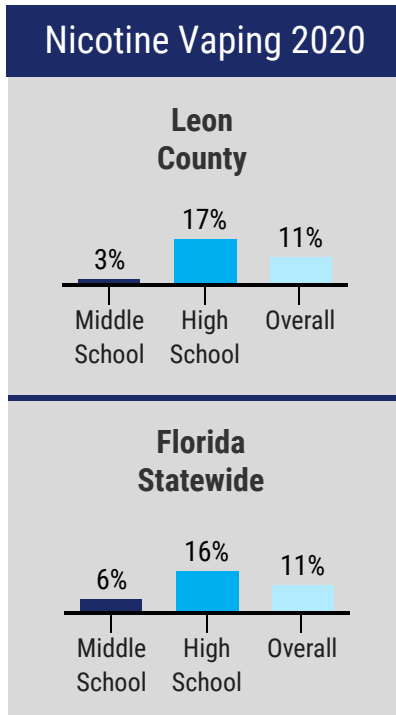 Nicotine Vaping 2020
Leon
County
3%
17%
11%
Middle
School
High
School
Overall
Florida
Statewide
6%
16%
11%
Middle
School
High
School
Overall